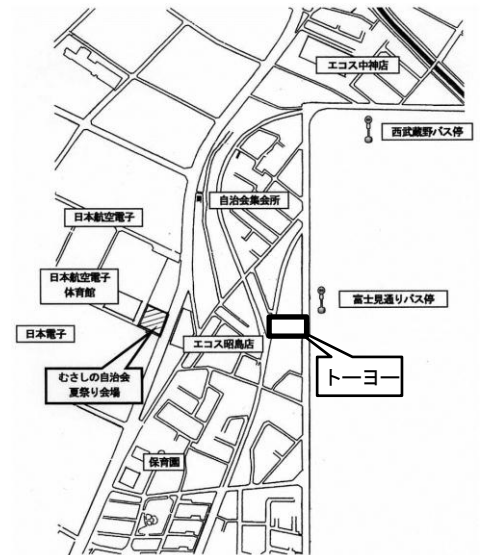 エコス中神店
西武蔵野バス停
自治会集会所
日本航空電子
日本航空電子
体育館
富士見通りバス停
日本電子
エコス昭島店
トーヨー
むさしの自治会
夏祭り会場
保育園